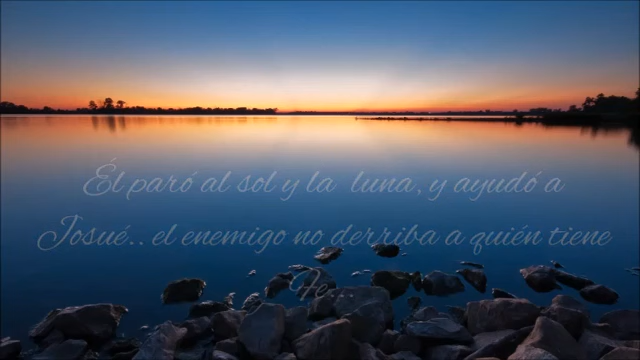 Él paró al sol y la luna, y ayudó a
Josué.. el enemigo no derriba a quién tiene
Fe